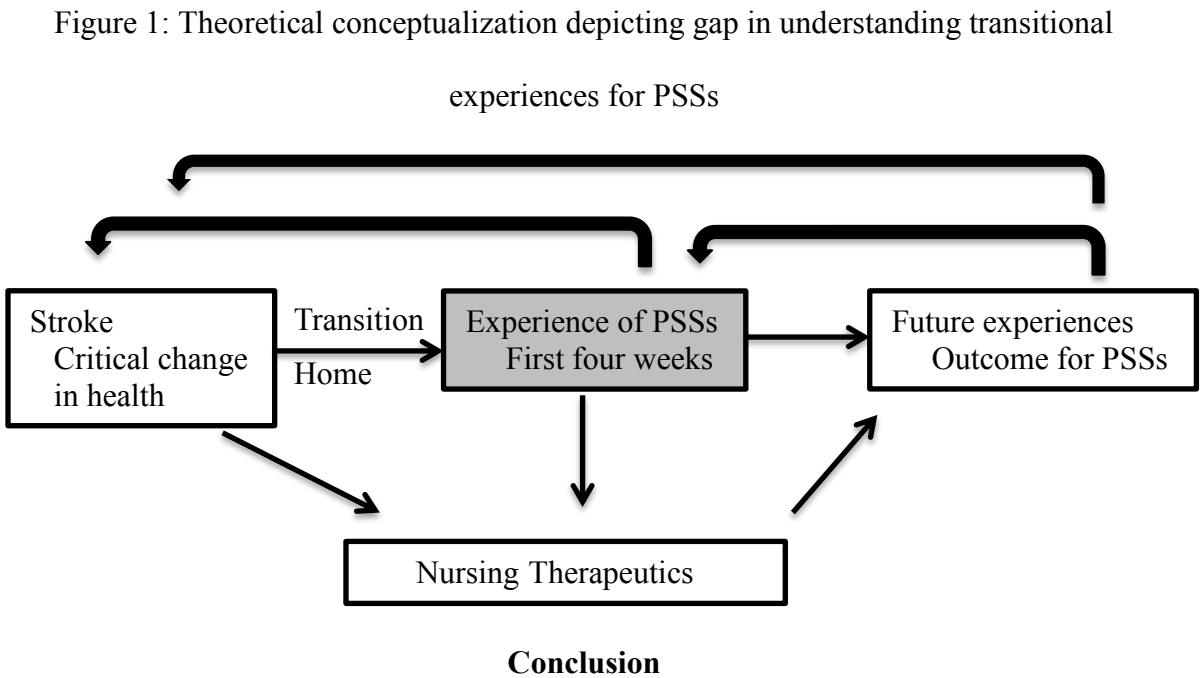 Figure 1: Theoretical conceptualization depicting gap in understanding transitional
experiences for PSSs
Stroke
Critical change
in health
Transition
Home
Experience of PSSs
First four weeks
Future experiences
Outcome for PSSs
Nursing Therapeutics
Conclusion